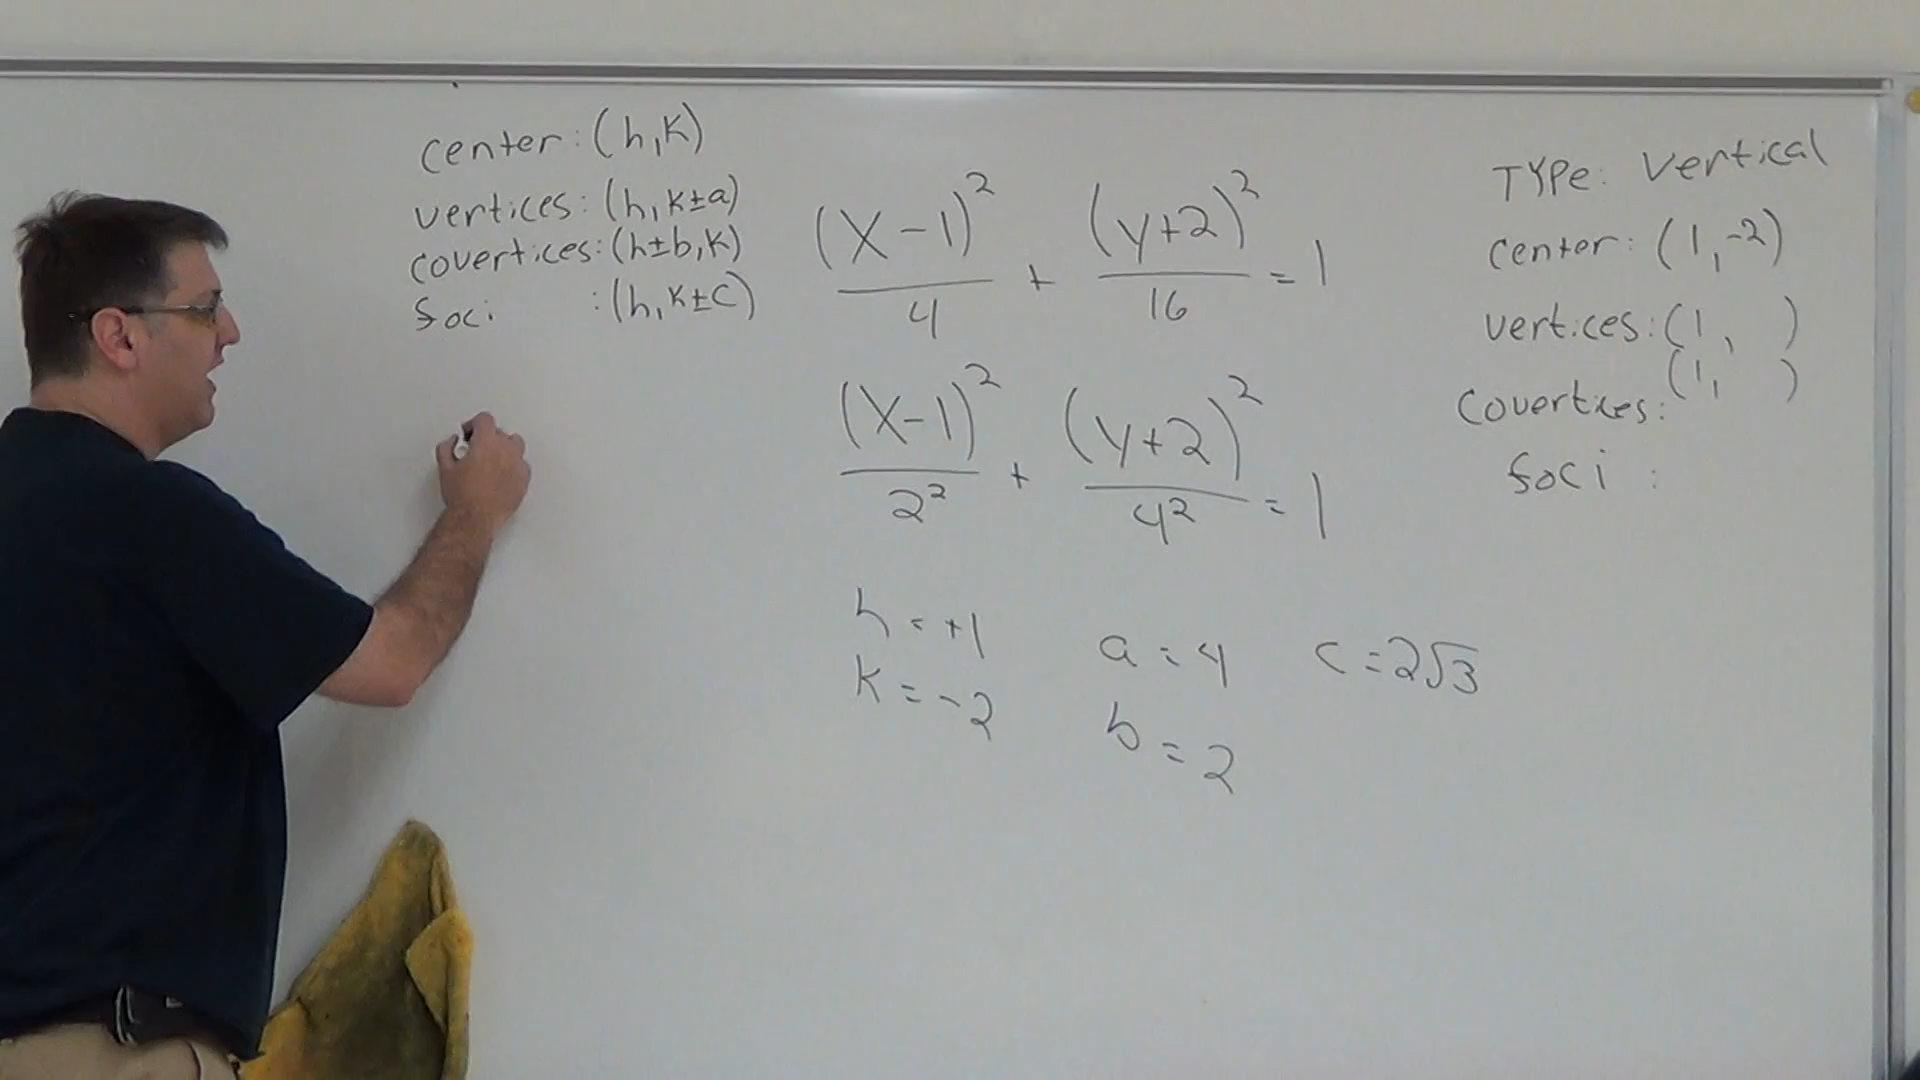 center: (h,k)
vertices: (h,k±a)
covertices: (h±b,k)
foci : (h,k±c)
(x-1)² / 4 + (y+2)² / 16 = 1
(x-1)² / 2² + (y+2)² / 4² = 1
h = +1
k = -2
a = 4
b = 2
c = 2√3
TYPe: vertical
center: (1,-2)
vertices: (1, )
(1, )
covertices:
foci :